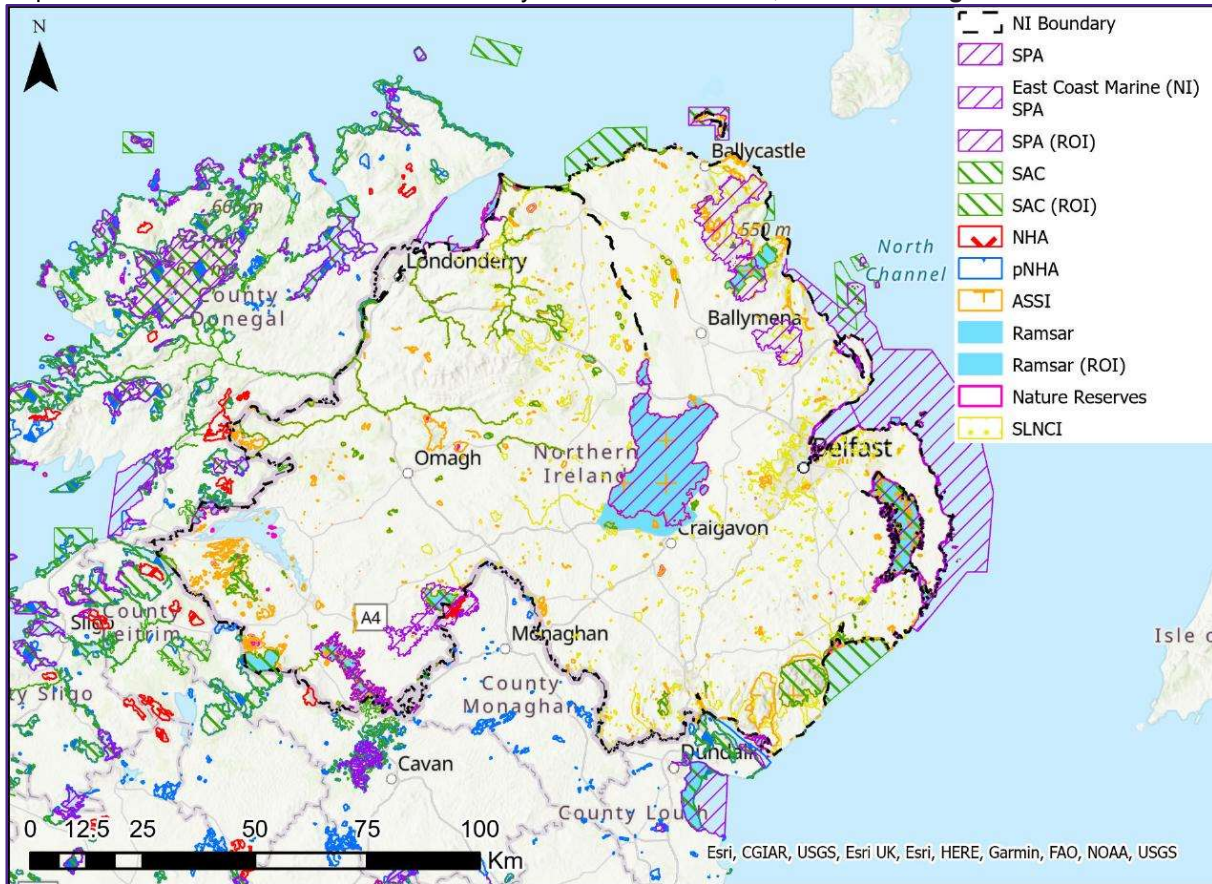 N
NI Boundary
SPA
East Coast Marine (NI)
SPA
SPA (ROI)
SAC
SAC (ROI)
NHA
pNHA
ASSI
Ramsar
Ramsar (ROI)
Nature Reserves
SLNCI
Ballycastle
550 m
North
Channel
Londonderry
County
Donegal
Ballymena
Belfast
Omagh
Northern
Ireland
Craigavon
A4
Sligo
County
Leitrim
Monaghan
County
Monaghan
Isle o
ty Sligo
Dundalk
Cavan
County Louth
0 12.5 25 50 75 100
Km
Esri, CGIAR, USGS, Esri UK, Esri, HERE, Garmin, FAO, NOAA, USGS